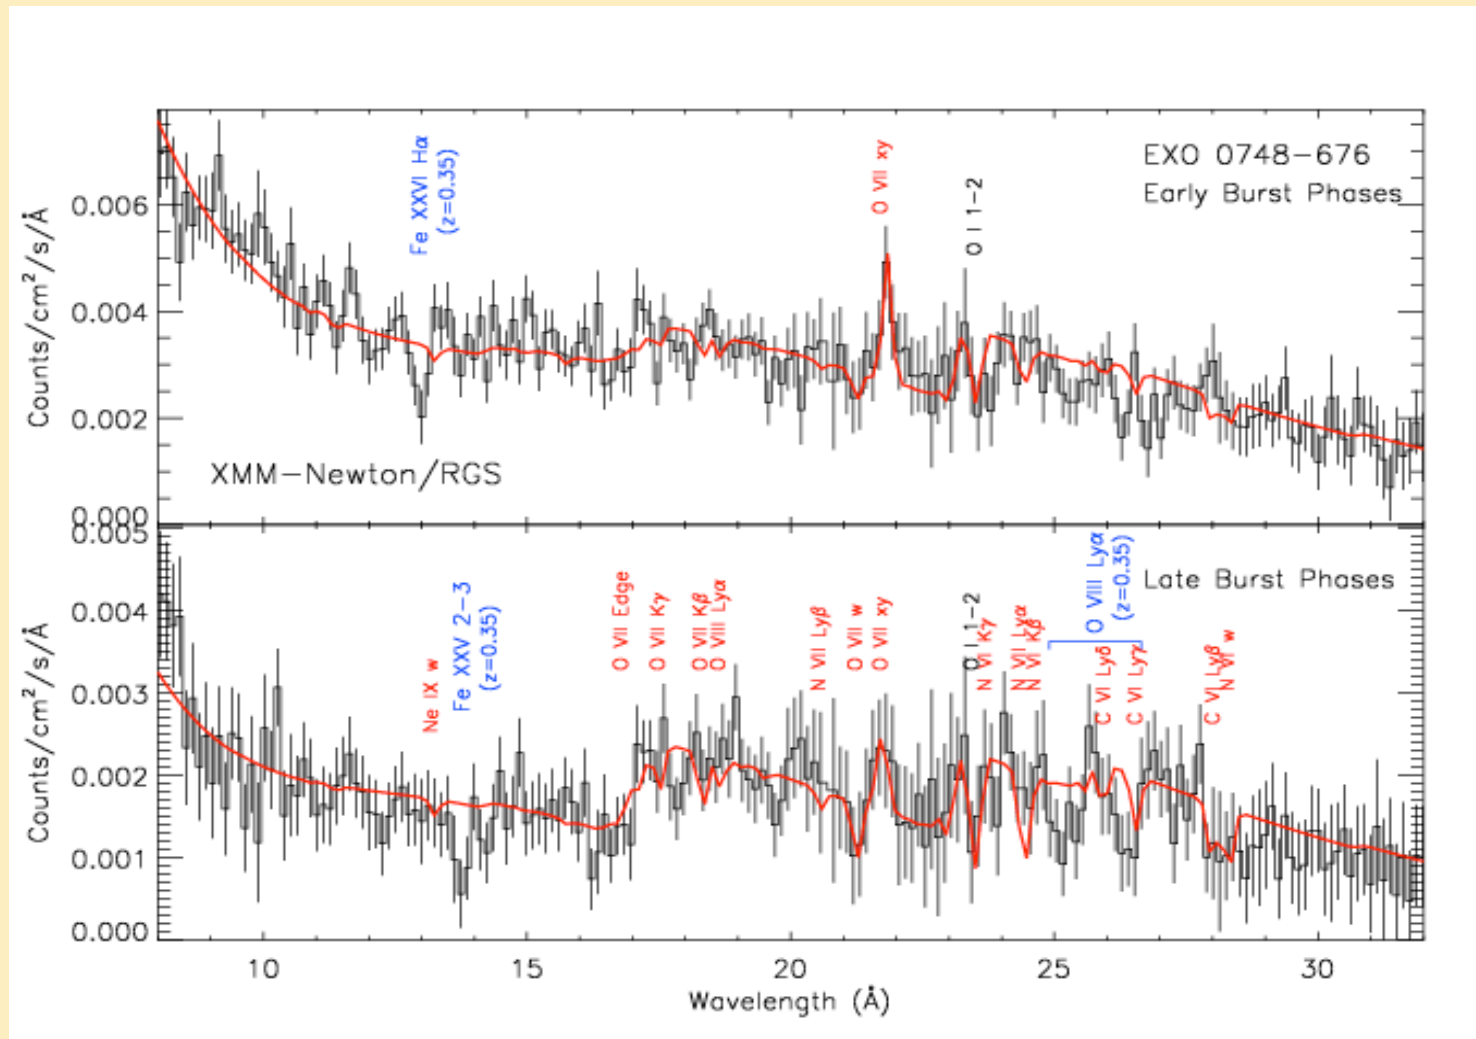 EXO 0748-676
Early Burst Phases
Fe XXVI Hα
(z=0.35)
O VII xy
O I 1-2
XMM-Newton/RGS
Counts/cm²/s/Å
0.006
0.004
0.002
0.000
0.005
0.004
0.003
0.002
0.001
0.000
Counts/cm²/s/Å
Late Burst Phases
Ne IX w
Fe XXV 2-3
(z=0.35)
O VII Edge
O VII Kγ
O VII Kβ
O VIII Lyα
N VII Lyβ
O VII w
O VII xy
O I 1-2
N VI Kγ
N VII Lyα
N VI Kβ
O VIII Lyα
(z=0.35)
C VI Lyδ
C VI Lyγ
C VI Lyβ
N VI w
10 15 20 25 30
Wavelength (Å)